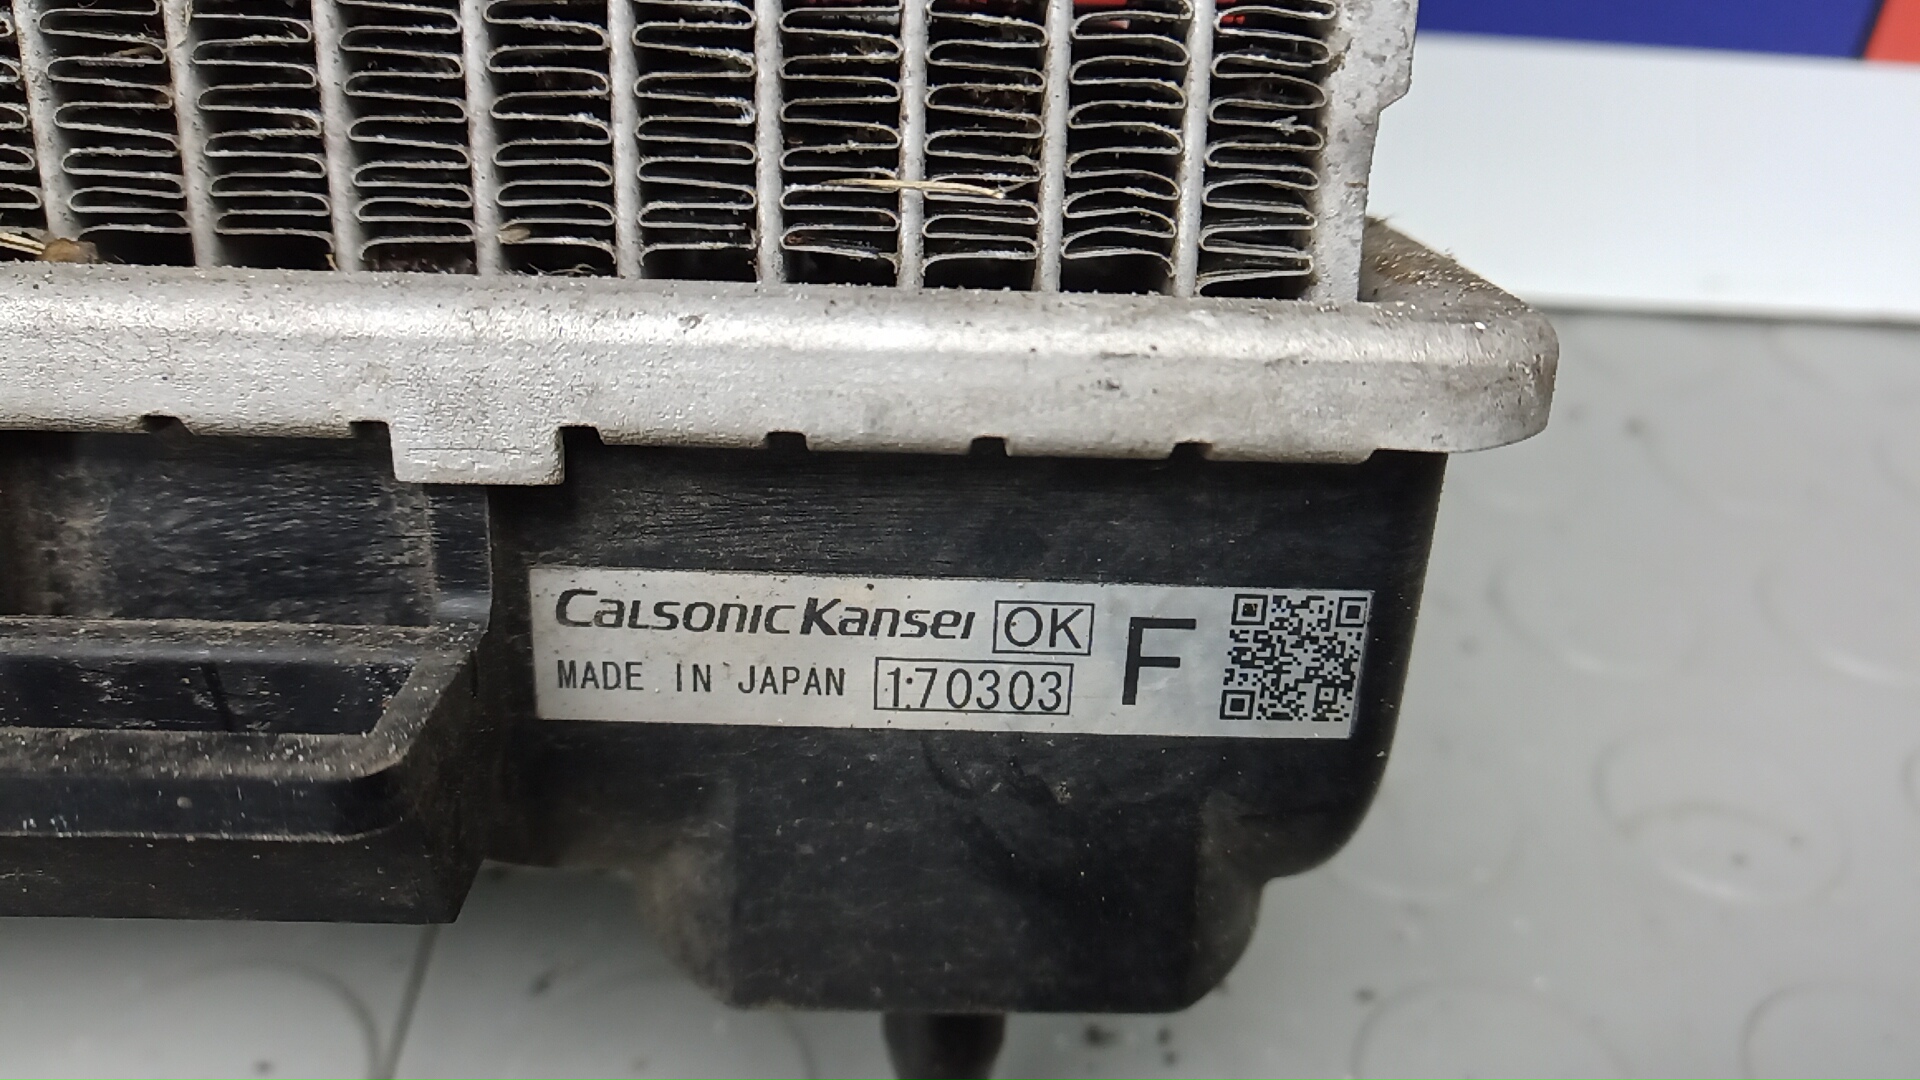 CalsonicKansei OK F
MADE IN JAPAN 170303